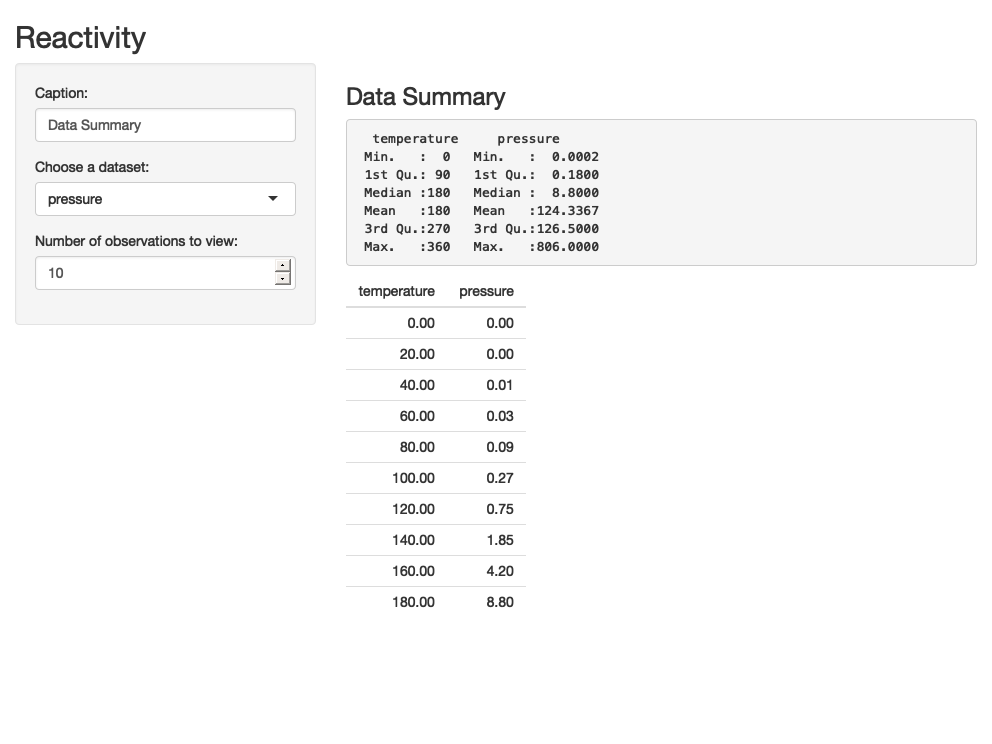 Reactivity
Caption:
Data Summary
Choose a dataset:
pressure
Number of observations to view:
10
Data Summary
temperature pressure
Min. : 0 Min. : 0.0002
1st Qu.: 90 1st Qu.: 0.1800
Median :180 Median : 8.8000
Mean :180 Mean :124.3367
3rd Qu.:270 3rd Qu.:126.5000
Max. :360 Max. :806.0000
temperature pressure
0.00 0.00
20.00 0.00
40.00 0.01
60.00 0.03
80.00 0.09
100.00 0.27
120.00 0.75
140.00 1.85
160.00 4.20
180.00 8.80